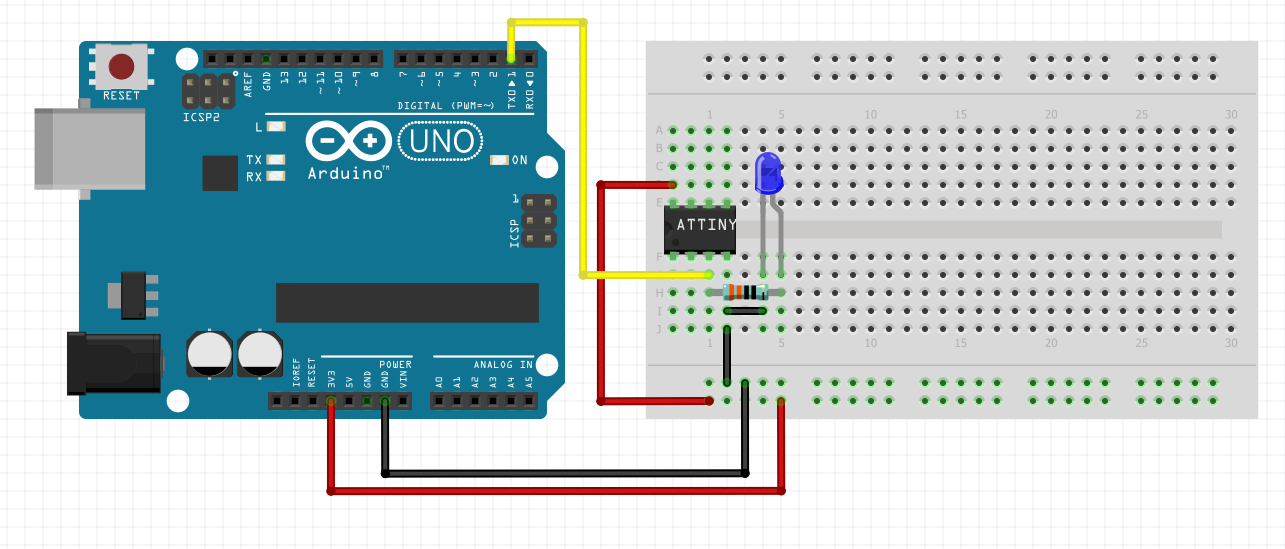 RESET
ICSP2
AREF
GND
13
12
~11
~10
~9
8
7
~6
~5
4
~3
2
TXD▶1
RXD◀0
DIGITAL (PWM=~)
L
TX
RX
Arduino™
UNO
ON
1
ICSP
IOREF
RESET
3V3
5V
GND
GND
VIN
POWER
ANALOG IN
A0
A1
A2
A3
A4
A5
1 5 10 15 20 25 30
A
B
C
E
ATTINY
F
H
I
J
1 5 10 15 20 25 30